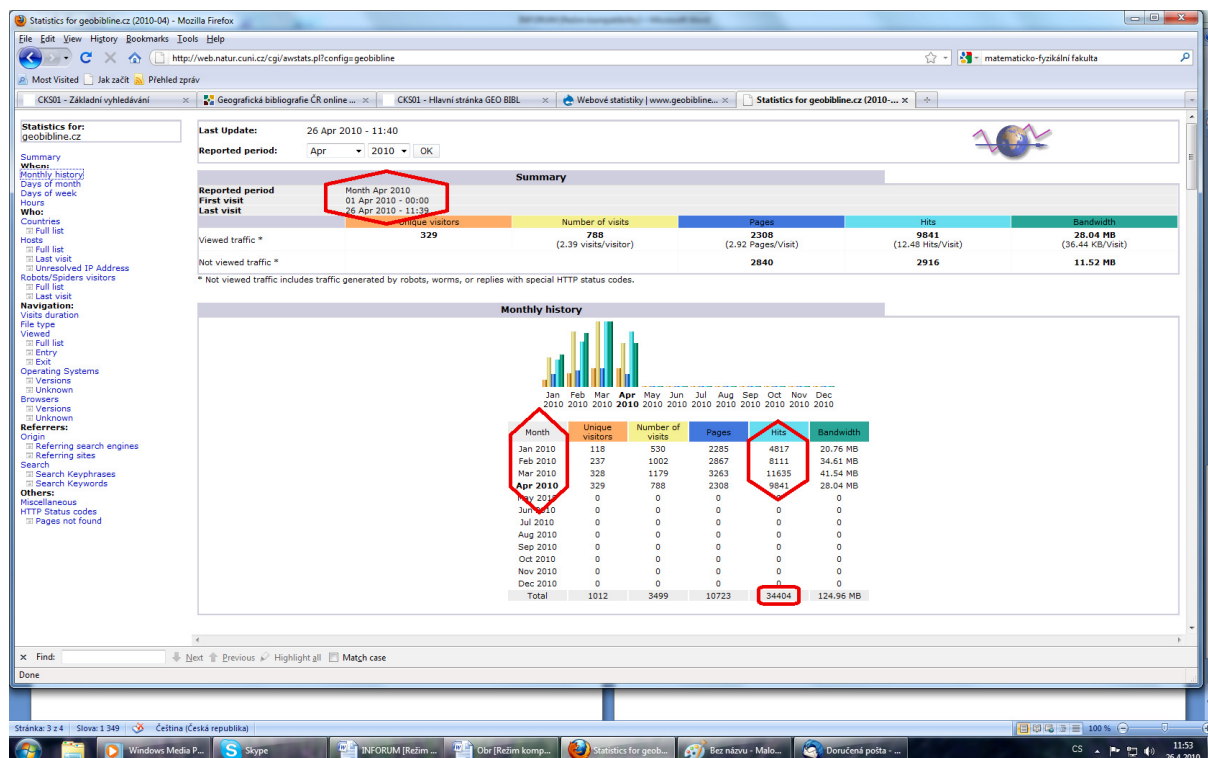 Statistics for geobibline.cz (2010-04) - Mozilla Firefox
File Edit View History Bookmarks Tools Help
http://web.natur.cuni.cz/cgi/awstats.pl?config=geobibline
matematicko-fyzikální fakulta
Most Visited Jak začít Přehled zpráv
CKS01 - Základní vyhledávání
Geografická bibliografie ČR online ...
CKS01 - Hlavní stránka GEO BIBL
Webové statistiky | www.geobibline...
Statistics for geobibline.cz (2010-...
Statistics for:
geobibline.cz
Summary
When:
Monthly history
Days of month
Days of week
Hours
Who:
Countries
Full list
Hosts
Full list
Last visit
Unresolved IP Address
Robots/Spiders visitors
Full list
Last visit
Navigation:
Visits duration
File type
Viewed
Full list
Entry
Exit
Operating Systems
Versions
Unknown
Browsers
Versions
Unknown
Referrers:
Origin
Referring search engines
Referring sites
Search
Search Keyphrases
Search Keywords
Others:
Miscellaneous
HTTP Status codes
Pages not found
Last Update: 26 Apr 2010 - 11:40
Reported period: Apr 2010 OK
Summary
Reported period Month Apr 2010
First visit 01 Apr 2010 - 00:00
Last visit 26 Apr 2010 - 11:39
Unique visitors Number of visits Pages Hits Bandwidth
Viewed traffic * 329 788 2308 9841 28.04 MB
(2.39 visits/visitor) (2.92 Pages/Visit) (12.48 Hits/Visit) (36.44 KB/Visit)
Not viewed traffic * 2840 2916 11.52 MB
* Not viewed traffic includes traffic generated by robots, worms, or replies with special HTTP status codes.
Monthly history
Jan Feb Mar Apr May Jun Jul Aug Sep Oct Nov Dec
2010 2010 2010 2010 2010 2010 2010 2010 2010 2010 2010 2010
Month Unique visitors Number of visits Pages Hits Bandwidth
Jan 2010 118 530 2285 4817 20.76 MB
Feb 2010 237 1002 2867 8111 34.61 MB
Mar 2010 328 1179 3263 11635 41.54 MB
Apr 2010 329 788 2308 9841 28.04 MB
May 2010 0 0 0 0 0
Jun 2010 0 0 0 0 0
Jul 2010 0 0 0 0 0
Aug 2010 0 0 0 0 0
Sep 2010 0 0 0 0 0
Oct 2010 0 0 0 0 0
Nov 2010 0 0 0 0 0
Dec 2010 0 0 0 0 0
Total 1012 3499 10723 34404 124.96 MB
Find: Next Previous Highlight all Match case
Done
Stránka: 3 z 4 Slova: 1 349 Čeština (Česká republika) 100 %
Windows Media P... Skype INFORUM [Režim ... Obr [Režim komp... Statistics for geob... Bez názvu - Malo... Doručená pošta - ... CS 11:53
26.4.2010